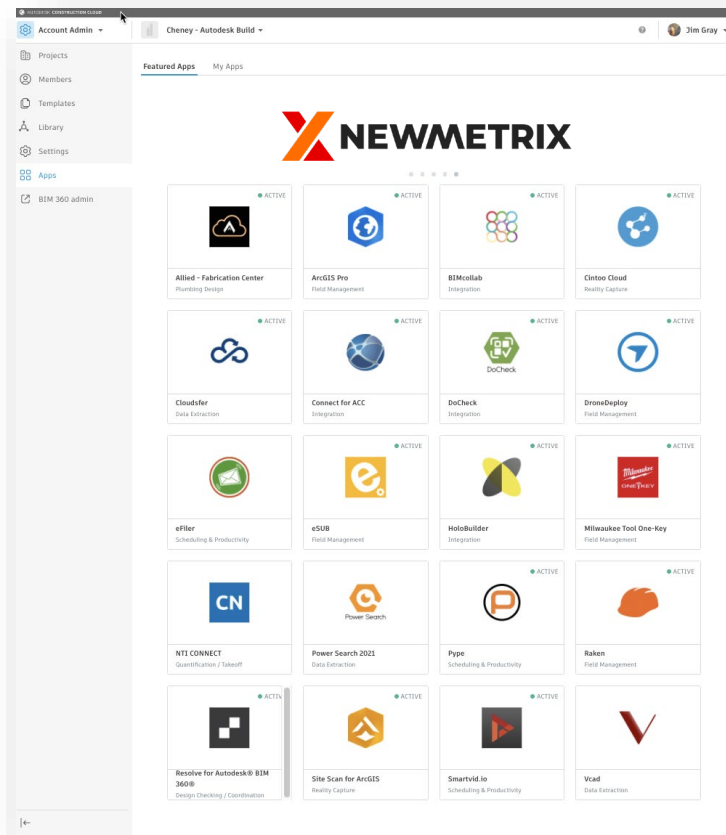 AUTODESK CONSTRUCTION CLOUD
Account Admin
Cheney - Autodesk Build
Jim Gray
Projects
Members
Templates
Library
Settings
Apps
BIM 360 admin
Featured Apps My Apps
NEWMETRIX
ACTIVE
Allied - Fabrication Center
Plumbing Design
ACTIVE
ArcGIS Pro
Field Management
ACTIVE
BIMcollab
Integration
ACTIVE
Cintoo Cloud
Reality Capture
ACTIVE
Cloudsfer
Data Extraction
ACTIVE
Connect for ACC
Integration
ACTIVE
DoCheck
DoCheck
Integration
ACTIVE
DroneDeploy
Field Management
eFiler
Scheduling & Productivity
ACTIVE
e.
eSUB
Field Management
ACTIVE
HoloBuilder
Integration
ACTIVE
Milwaukee
ONE KEY
Milwaukee Tool One-Key
Field Management
CN
NTI CONNECT
Quantification / Takeoff
Power Search
Power Search 2021
Data Extraction
ACTIVE
Pype
Scheduling & Productivity
ACTIVE
Raken
Field Management
ACTIV
Resolve for Autodesk® BIM
360®
Design Checking / Coordination
ACTIVE
Site Scan for ArcGIS
Reality Capture
ACTIVE
Smartvid.io
Scheduling & Productivity
Vcad
Data Extraction